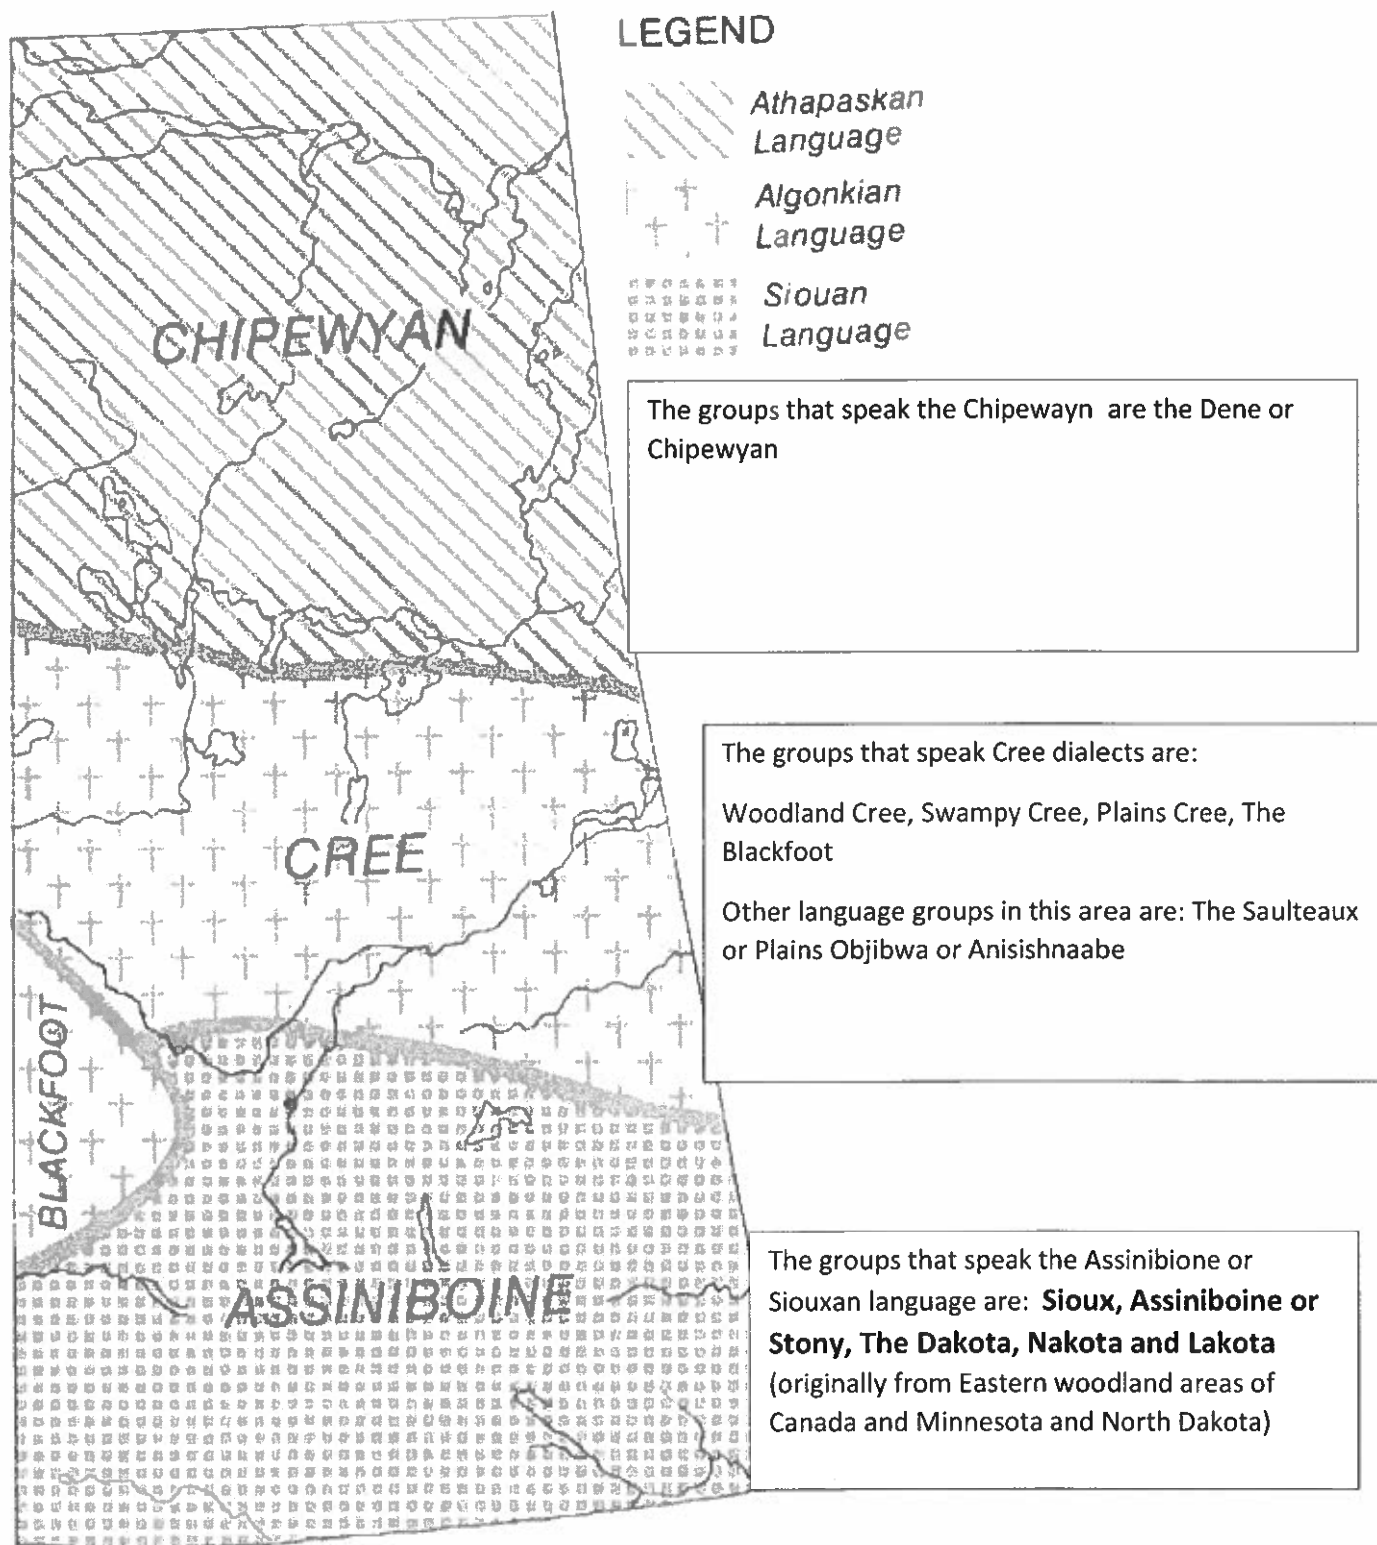 LEGEND
Athapaskan
Language
Algonkian
Language
Siouan
Language
CHIPEWYAN
The groups that speak the Chipewayn are the Dene or
Chipewyan
The groups that speak Cree dialects are:
Woodland Cree, Swampy Cree, Plains Cree, The
Blackfoot
Other language groups in this area are: The Saulteaux
or Plains Objibwa or Anisishnaabe
CREE
BLACKFOOT
ASSINIBOINE
The groups that speak the Assinibione or
Siouxan language are: Sioux, Assiniboine or
Stony, The Dakota, Nakota and Lakota
(originally from Eastern woodland areas of
Canada and Minnesota and North Dakota)